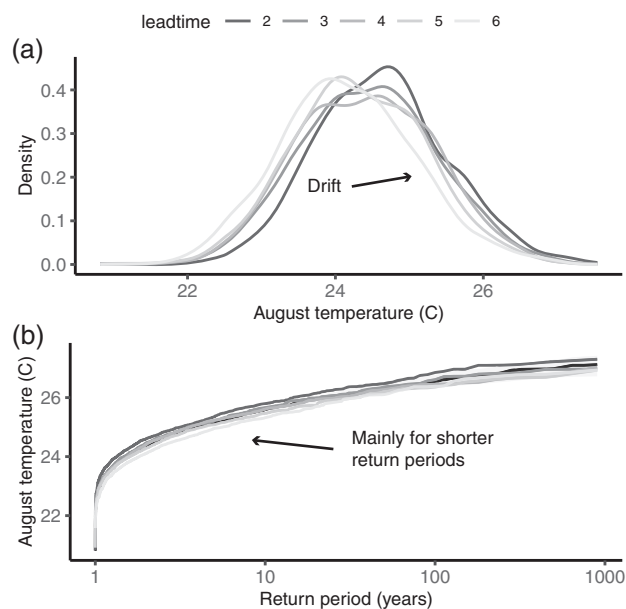 leadtime 2 3 4 5 6
(a)
0.4
0.3
0.2
0.1
0.0
Density
Drift
22 24 26
August temperature (C)
(b)
26
24
22
August temperature (C)
Mainly for shorter
return periods
1 10 100 1000
Return period (years)